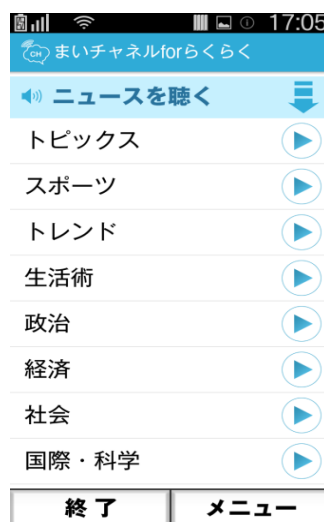 17:05
CH まいチャネルforらくらく
ニュースを聴く
トピックス
スポーツ
トレンド
生活術
政治
経済
社会
国際・科学
終了 メニュー